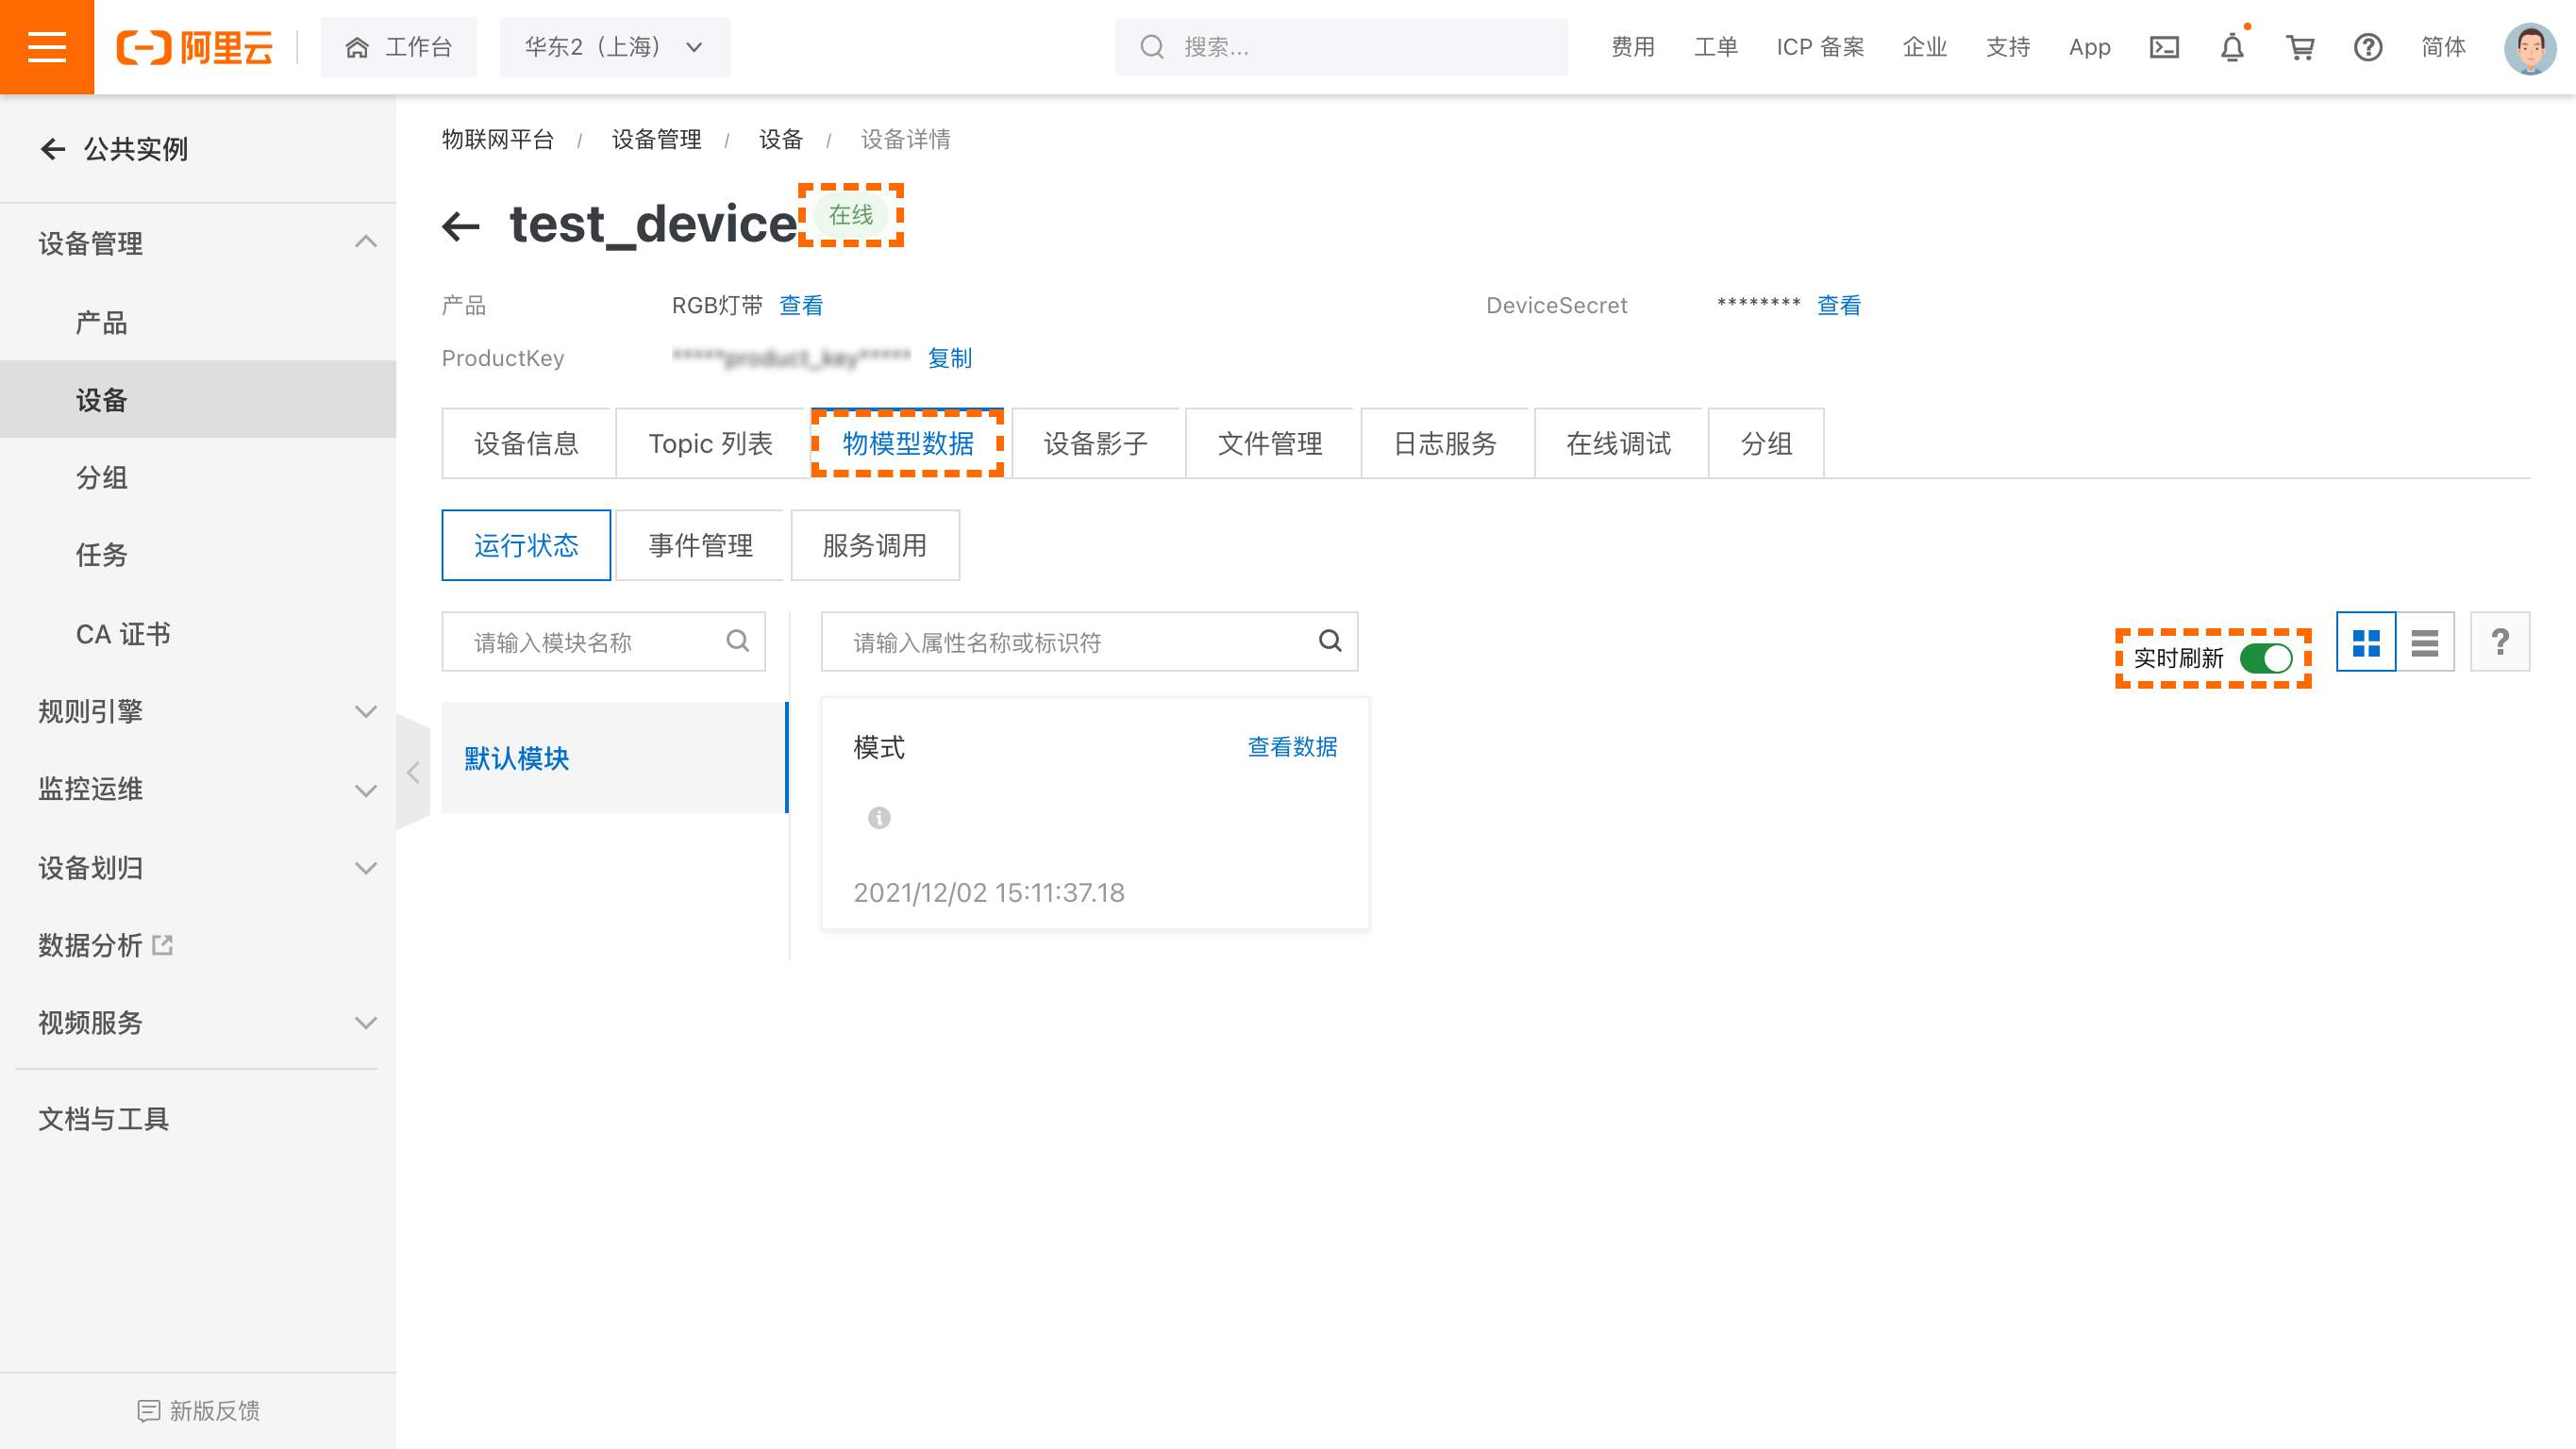 阿里云
工作台
华东2（上海）
搜索...
费用
工单
ICP 备案
企业
支持
App
简体
公共实例
设备管理
产品
设备
分组
任务
CA 证书
规则引擎
监控运维
设备划归
数据分析
视频服务
文档与工具
新版反馈
物联网平台 / 设备管理 / 设备 / 设备详情
test_device 在线
产品 RGB灯带 查看
DeviceSecret ******** 查看
ProductKey *****product_key***** 复制
设备信息
Topic 列表
物模型数据
设备影子
文件管理
日志服务
在线调试
分组
运行状态
事件管理
服务调用
请输入模块名称
请输入属性名称或标识符
实时刷新
?
默认模块
模式
查看数据
2021/12/02 15:11:37.18